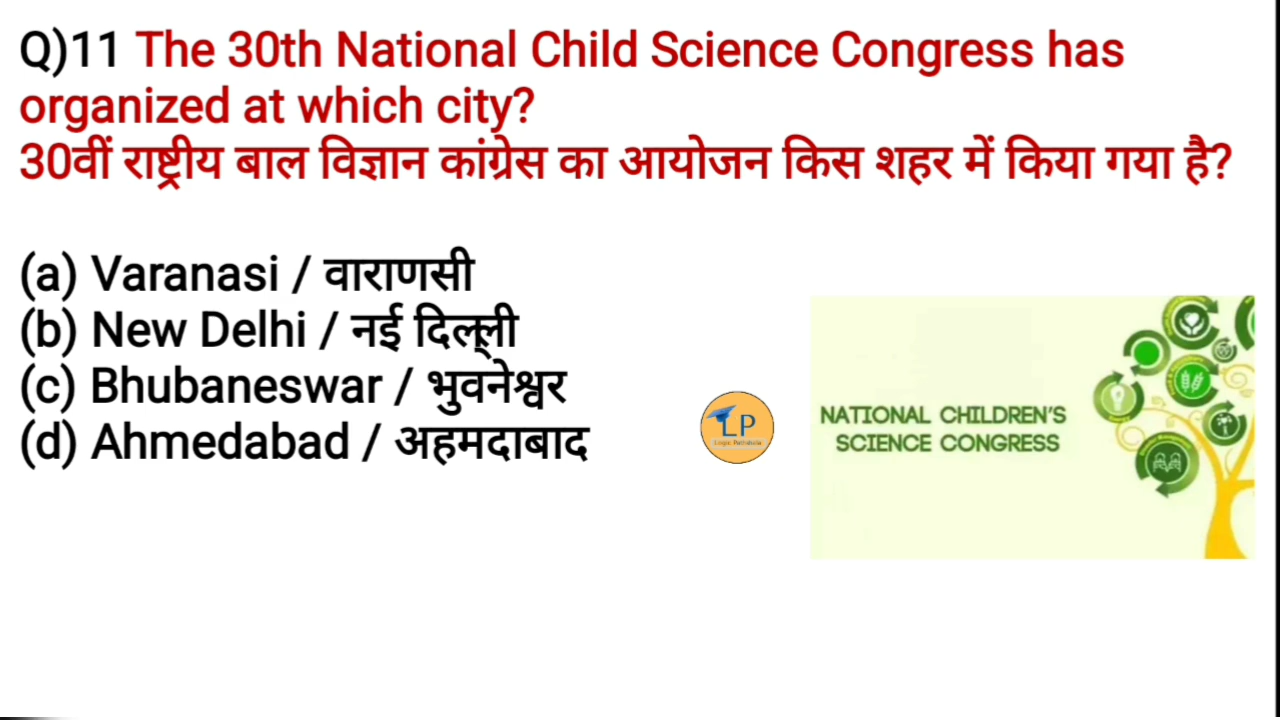 Q)11 The 30th National Child Science Congress has
organized at which city?
30वीं राष्ट्रीय बाल विज्ञान कांग्रेस का आयोजन किस शहर में किया गया है?
(a) Varanasi / वाराणसी
(b) New Delhi / नई दिल्ली
(c) Bhubaneswar / भुवनेश्वर
(d) Ahmedabad / अहमदाबाद
LP
NATIONAL CHILDREN'S
SCIENCE CONGRESS